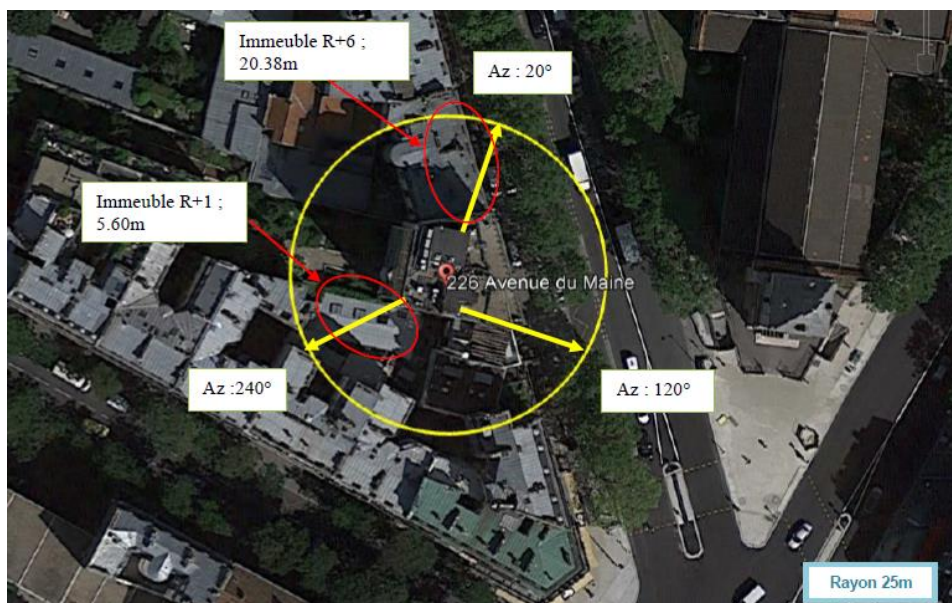 Immeuble R+6 ;
20.38m
Az : 20°
Immeuble R+1 ;
5.60m
226 Avenue du Maine
Az :240°
Az : 120°
Rayon 25m